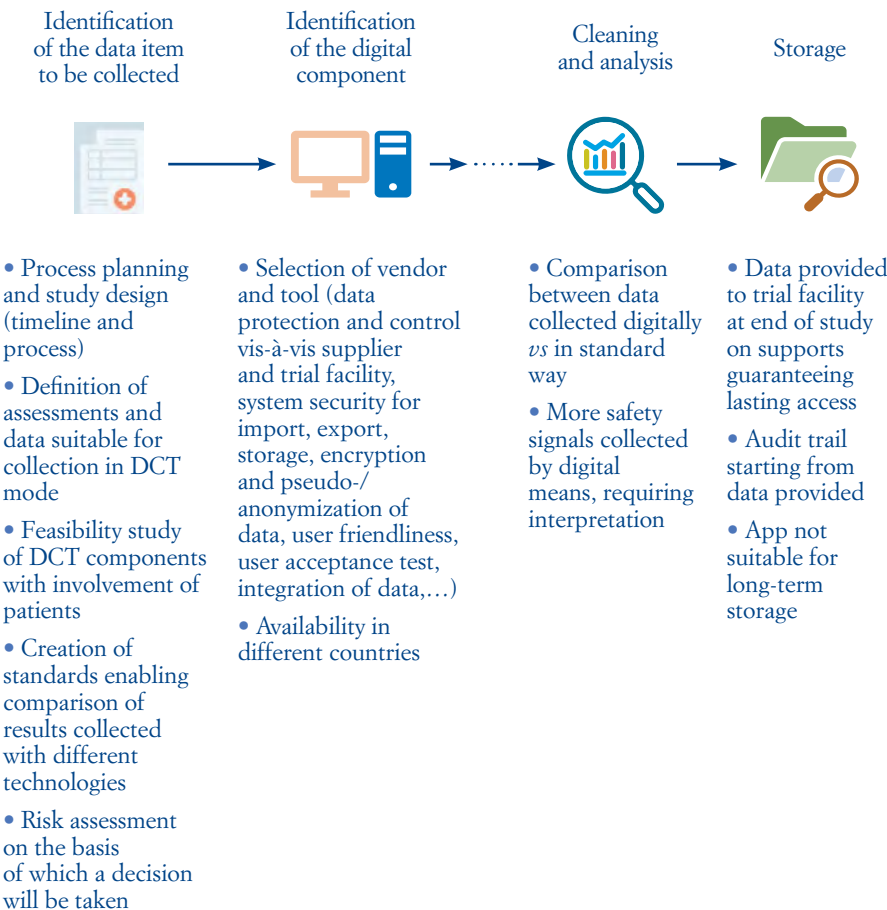 Identification
of the data item
to be collected
Identification
of the digital
component
Cleaning
and analysis
Storage
• Process planning
and study design
(timeline and
process)
• Definition of
assessments and
data suitable for
collection in DCT
mode
• Feasibility study
of DCT components
with involvement of
patients
• Creation of
standards enabling
comparison of
results collected
with different
technologies
• Risk assessment
on the basis
of which a decision
will be taken
• Selection of vendor
and tool (data
protection and control
vis-à-vis supplier
and trial facility,
system security for
import, export,
storage, encryption
and pseudo-/
anonymization of
data, user friendliness,
user acceptance test,
integration of data,…)
• Availability in
different countries
• Comparison
between data
collected digitally
vs in standard
way
• More safety
signals collected
by digital
means, requiring
interpretation
• Data provided
to trial facility
at end of study
on supports
guaranteeing
lasting access
• Audit trail
starting from
data provided
• App not
suitable for
long-term
storage